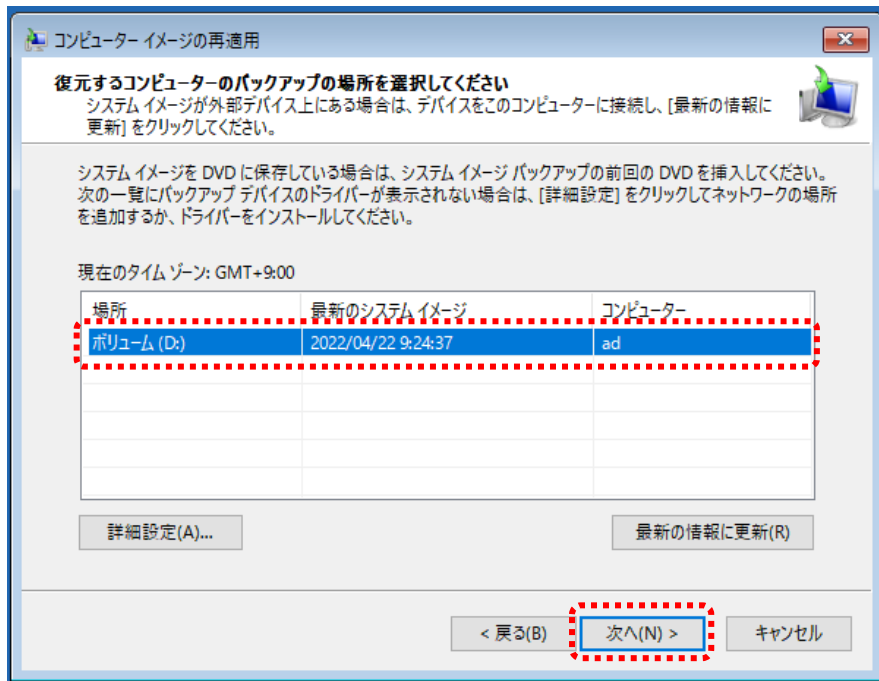 コンピューター イメージの再適用
復元するコンピューターのバックアップの場所を選択してください
システム イメージが外部デバイス上にある場合は、デバイスをこのコンピューターに接続し、[最新の情報に
更新] をクリックしてください。
システム イメージを DVD に保存している場合は、システム イメージ バックアップの前回の DVD を挿入してください。
次の一覧にバックアップ デバイスのドライバーが表示されない場合は、[詳細設定] をクリックしてネットワークの場所
を追加するか、ドライバーをインストールしてください。
現在のタイム ゾーン: GMT+9:00
場所 最新のシステム イメージ コンピューター
ボリューム (D:) 2022/04/22 9:24:37 ad
詳細設定(A)... 最新の情報に更新(R)
< 戻る(B) 次へ(N) > キャンセル